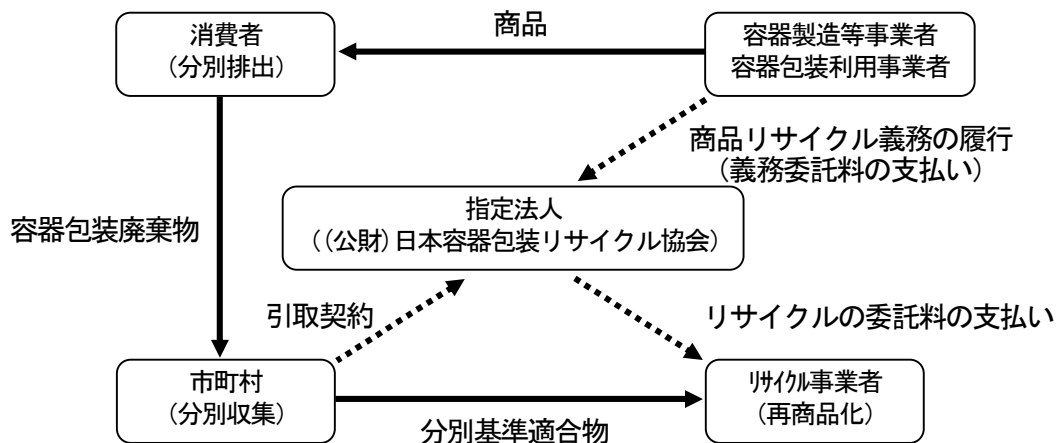 消費者
（分別排出）
商品
容器製造等事業者
容器包装利用事業者
商品リサイクル義務の履行
（義務委託料の支払い）
指定法人
（（公財）日本容器包装リサイクル協会）
容器包装廃棄物
引取契約
リサイクルの委託料の支払い
市町村
（分別収集）
ﾘｻｲｸﾙ事業者
（再商品化）
分別基準適合物